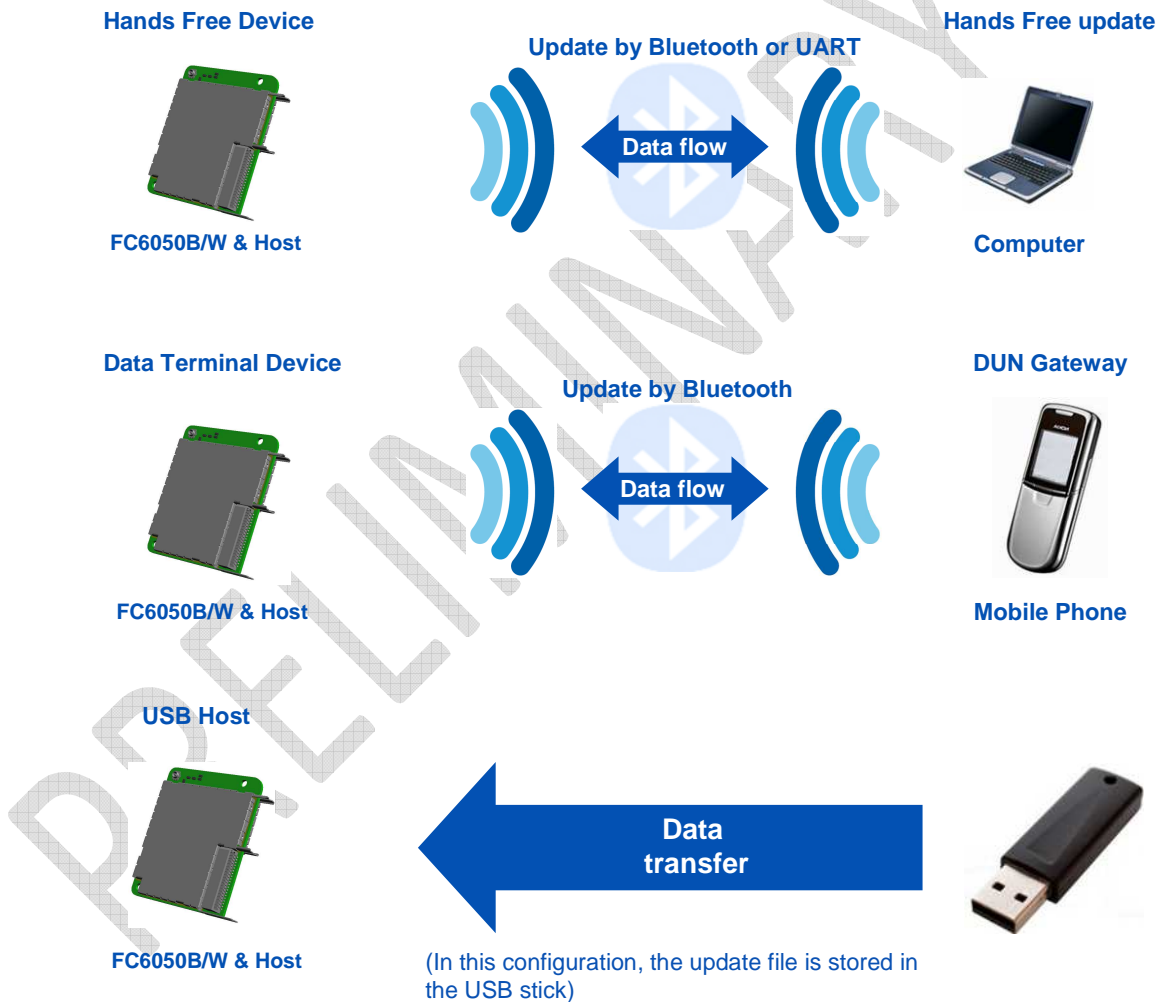 Hands Free Device
Hands Free update
Update by Bluetooth or UART
Data flow
FC6050B/W & Host
Computer
Data Terminal Device
DUN Gateway
Update by Bluetooth
NOKIA
Data flow
FC6050B/W & Host
Mobile Phone
USB Host
Data
transfer
FC6050B/W & Host
(In this configuration, the update file is stored in
the USB stick)
PRELIMINARY